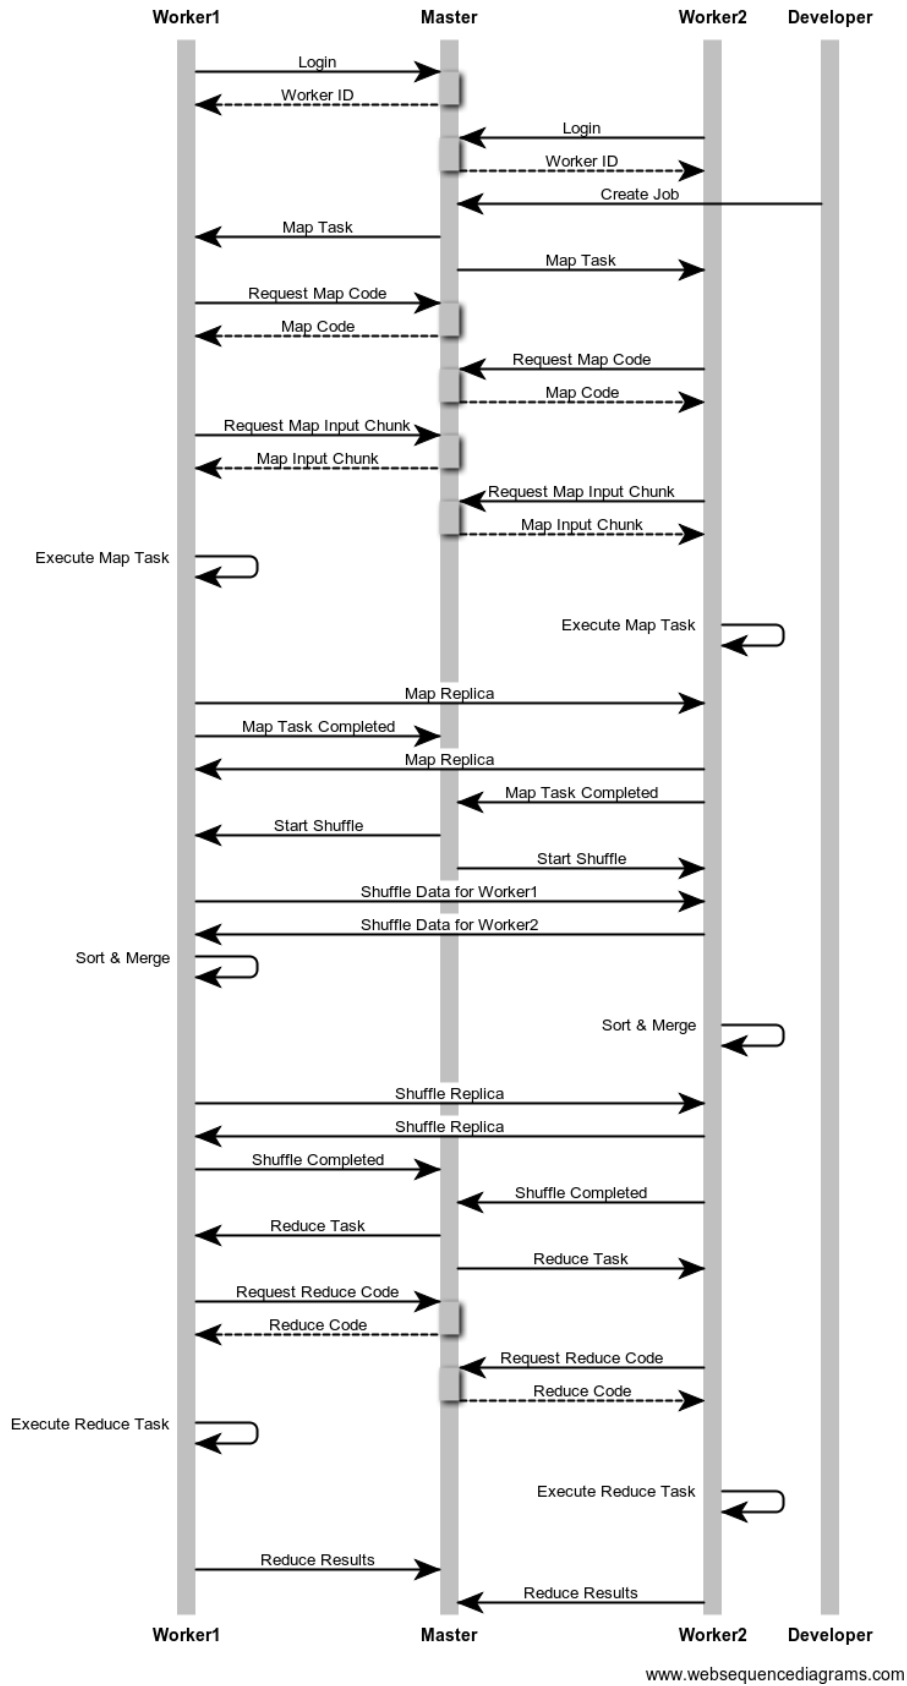 Worker1 Master Worker2 Developer
Login
Worker ID
Login
Worker ID
Create Job
Map Task
Map Task
Request Map Code
Map Code
Request Map Code
Map Code
Request Map Input Chunk
Map Input Chunk
Request Map Input Chunk
Map Input Chunk
Execute Map Task
Execute Map Task
Map Replica
Map Task Completed
Map Replica
Map Task Completed
Start Shuffle
Start Shuffle
Shuffle Data for Worker1
Shuffle Data for Worker2
Sort & Merge
Sort & Merge
Shuffle Replica
Shuffle Replica
Shuffle Completed
Shuffle Completed
Reduce Task
Reduce Task
Request Reduce Code
Reduce Code
Request Reduce Code
Reduce Code
Execute Reduce Task
Execute Reduce Task
Reduce Results
Reduce Results
Worker1 Master Worker2 Developer
www.websequencediagrams.com